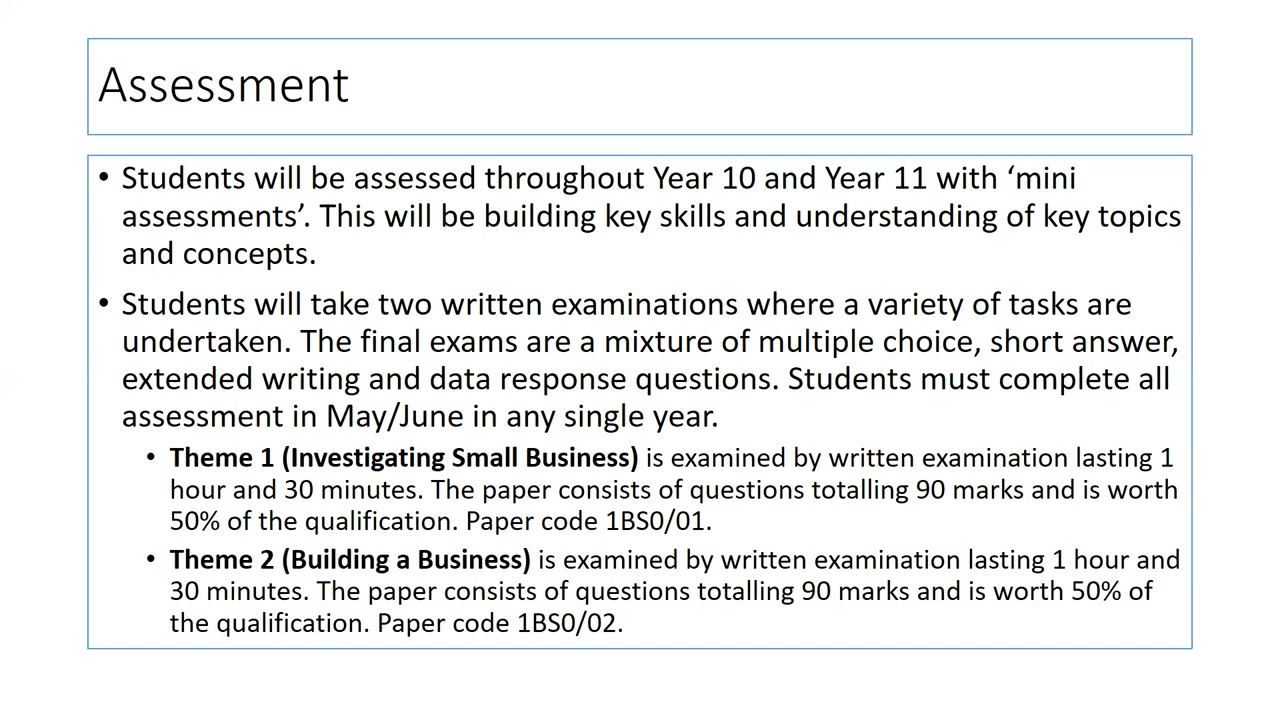 Assessment
• Students will be assessed throughout Year 10 and Year 11 with ‘mini
assessments’. This will be building key skills and understanding of key topics
and concepts.
• Students will take two written examinations where a variety of tasks are
undertaken. The final exams are a mixture of multiple choice, short answer,
extended writing and data response questions. Students must complete all
assessment in May/June in any single year.
• Theme 1 (Investigating Small Business) is examined by written examination lasting 1
hour and 30 minutes. The paper consists of questions totalling 90 marks and is worth
50% of the qualification. Paper code 1BS0/01.
• Theme 2 (Building a Business) is examined by written examination lasting 1 hour and
30 minutes. The paper consists of questions totalling 90 marks and is worth 50% of
the qualification. Paper code 1BS0/02.